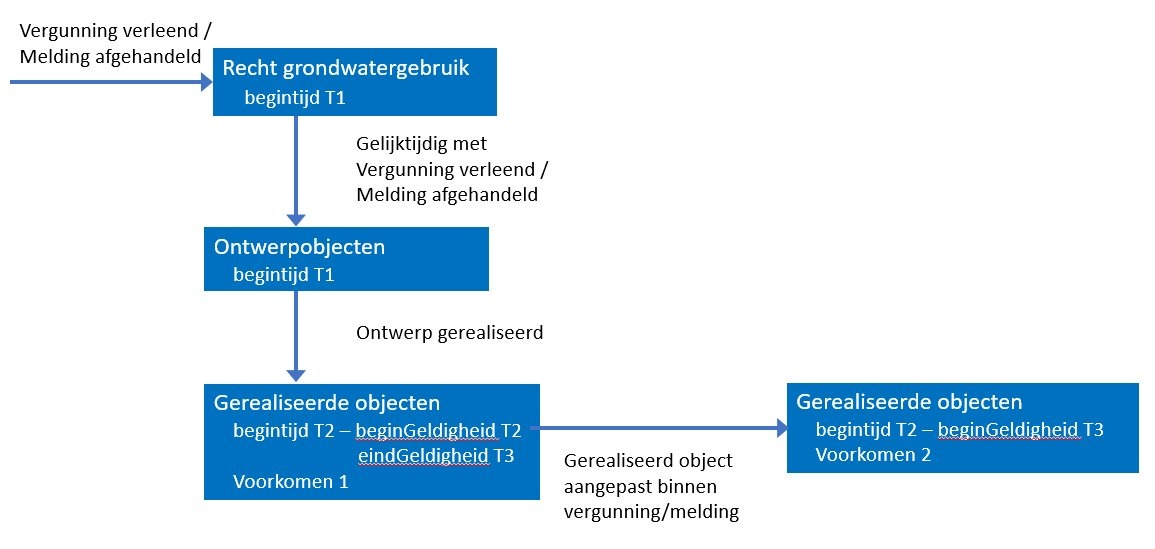 Vergunning verleend /
Melding afgehandeld
Recht grondwatergebruik
begintijd T1
Gelijktijdig met
Vergunning verleend /
Melding afgehandeld
Ontwerpobjecten
begintijd T1
Ontwerp gerealiseerd
Gerealiseerde objecten
begintijd T2 – beginGeldigheid T2
eindGeldigheid T3
Voorkomen 1
Gerealiseerd object
aangepast binnen
vergunning/melding
Gerealiseerde objecten
begintijd T2 – beginGeldigheid T3
Voorkomen 2